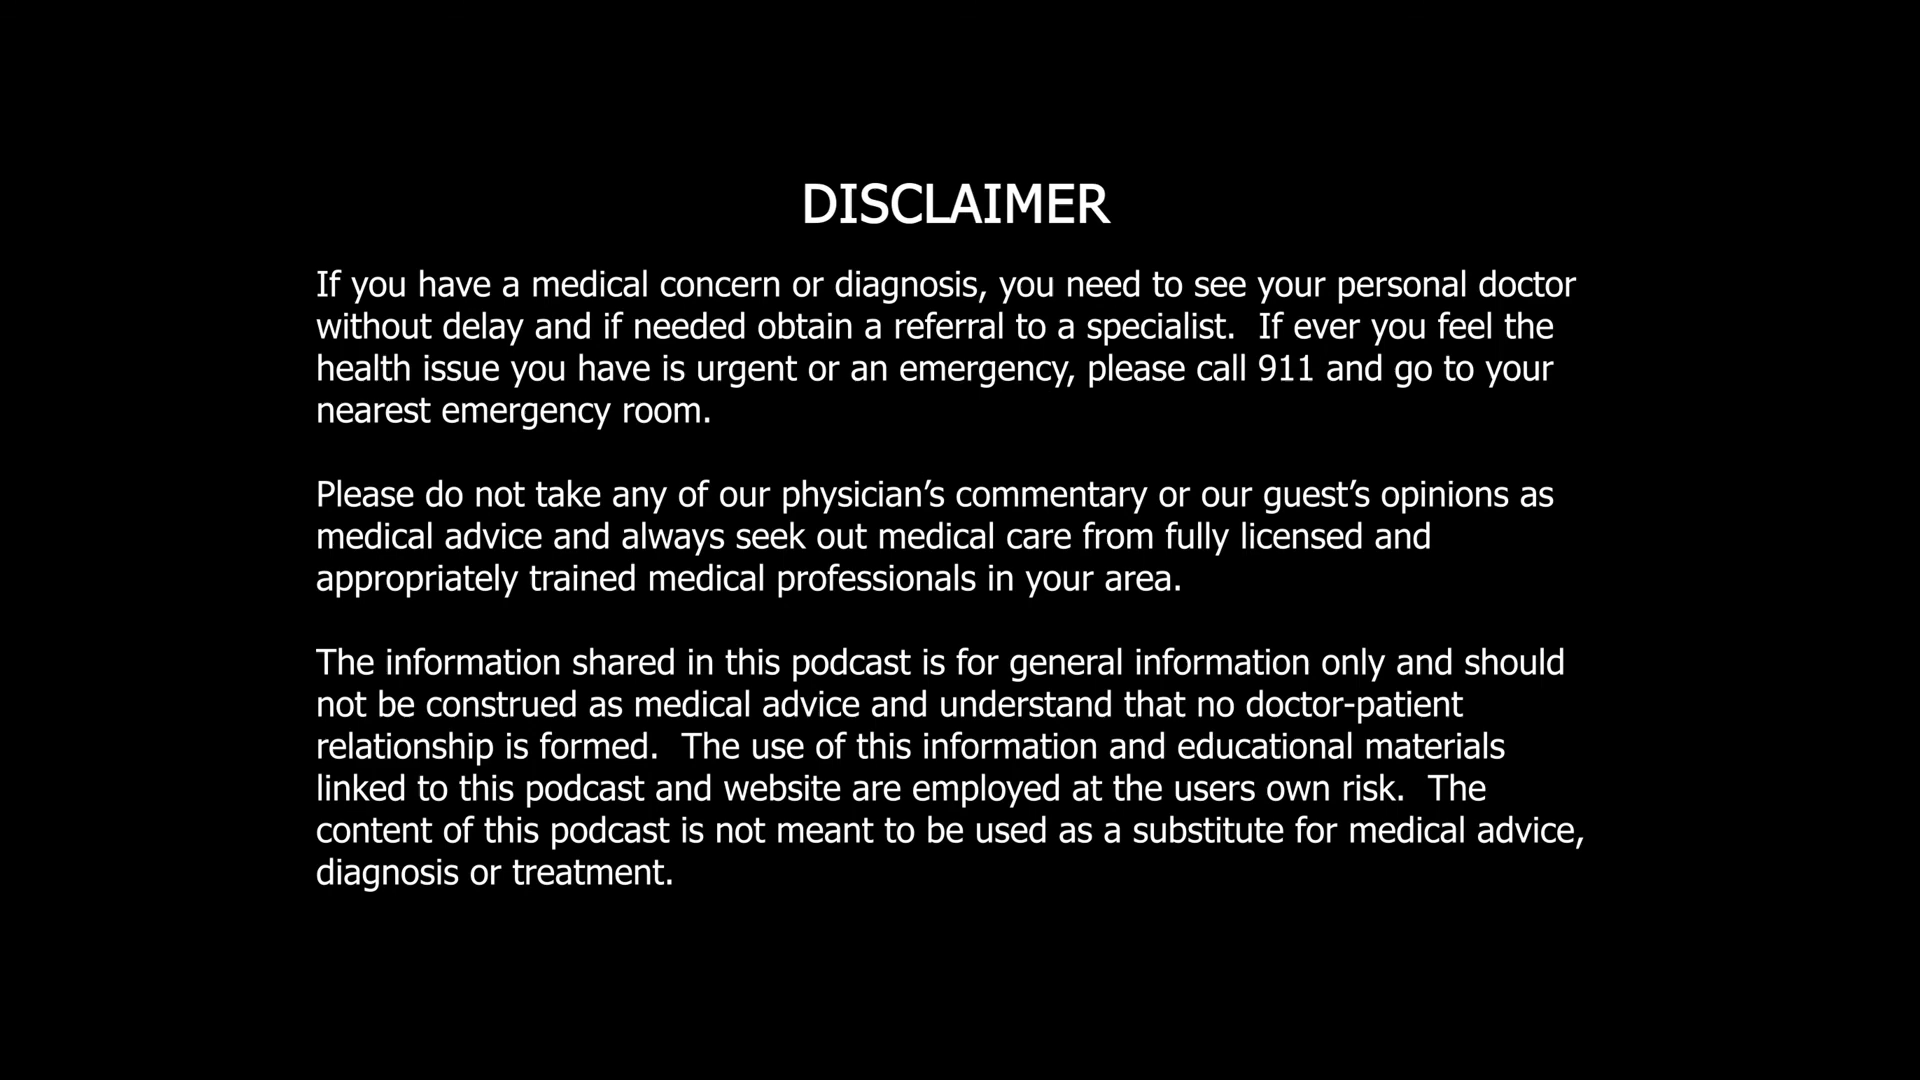 DISCLAIMER
If you have a medical concern or diagnosis, you need to see your personal doctor
without delay and if needed obtain a referral to a specialist.  If ever you feel the
health issue you have is urgent or an emergency, please call 911 and go to your
nearest emergency room.
Please do not take any of our physician’s commentary or our guest’s opinions as
medical advice and always seek out medical care from fully licensed and
appropriately trained medical professionals in your area.
The information shared in this podcast is for general information only and should
not be construed as medical advice and understand that no doctor-patient
relationship is formed.  The use of this information and educational materials
linked to this podcast and website are employed at the users own risk.  The
content of this podcast is not meant to be used as a substitute for medical advice,
diagnosis or treatment.